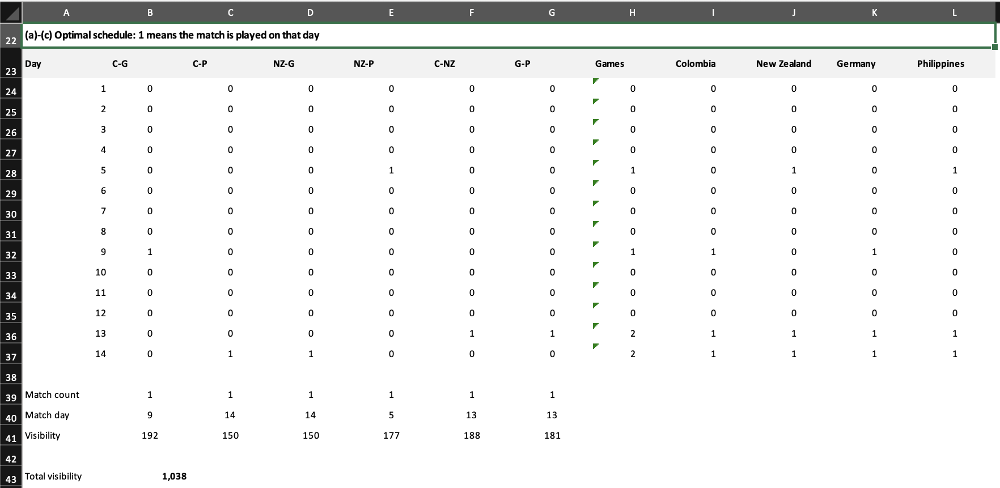 A B C D E F G H I J K L
22 (a)-(c) Optimal schedule: 1 means the match is played on that day
23 Day C-G C-P NZ-G NZ-P C-NZ G-P Games Colombia New Zealand Germany Philippines
24 1 0 0 0 0 0 0 0 0 0 0 0
25 2 0 0 0 0 0 0 0 0 0 0 0
26 3 0 0 0 0 0 0 0 0 0 0 0
27 4 0 0 0 0 0 0 0 0 0 0 0
28 5 0 0 0 1 0 0 1 0 1 0 1
29 6 0 0 0 0 0 0 0 0 0 0 0
30 7 0 0 0 0 0 0 0 0 0 0 0
31 8 0 0 0 0 0 0 0 0 0 0 0
32 9 1 0 0 0 0 0 1 1 0 1 0
33 10 0 0 0 0 0 0 0 0 0 0 0
34 11 0 0 0 0 0 0 0 0 0 0 0
35 12 0 0 0 0 0 0 0 0 0 0 0
36 13 0 0 0 0 1 1 2 1 1 1 1
37 14 0 1 1 0 0 0 2 1 1 1 1
38
39 Match count 1 1 1 1 1 1
40 Match day 9 14 14 5 13 13
41 Visibility 192 150 150 177 188 181
42
43 Total visibility 1,038